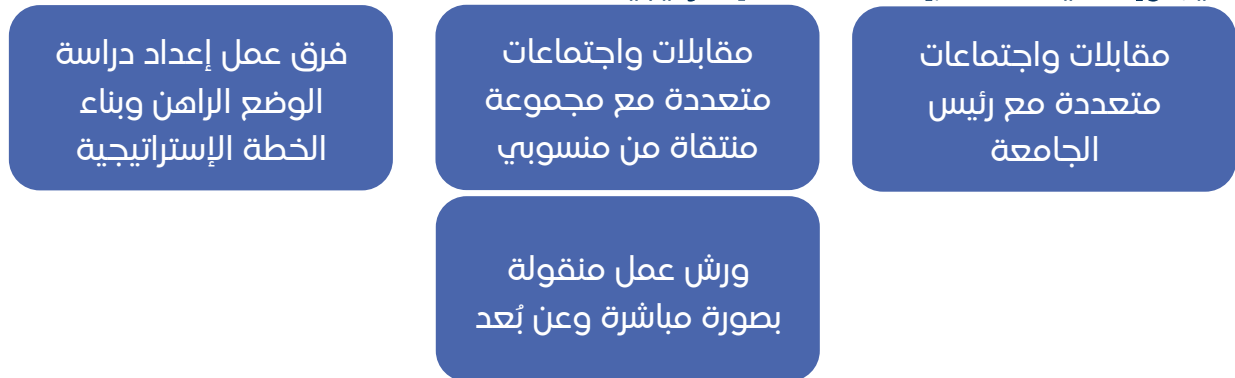 مقابلات واجتماعات
متعددة مع رئيس
الجامعة
مقابلات واجتماعات
متعددة مع مجموعة
منتقاة من منسوبي
فرق عمل إعداد دراسة
الوضع الراهن وبناء
الخطة الإستراتيجية
ورش عمل منقولة
بصورة مباشرة وعن بُعد